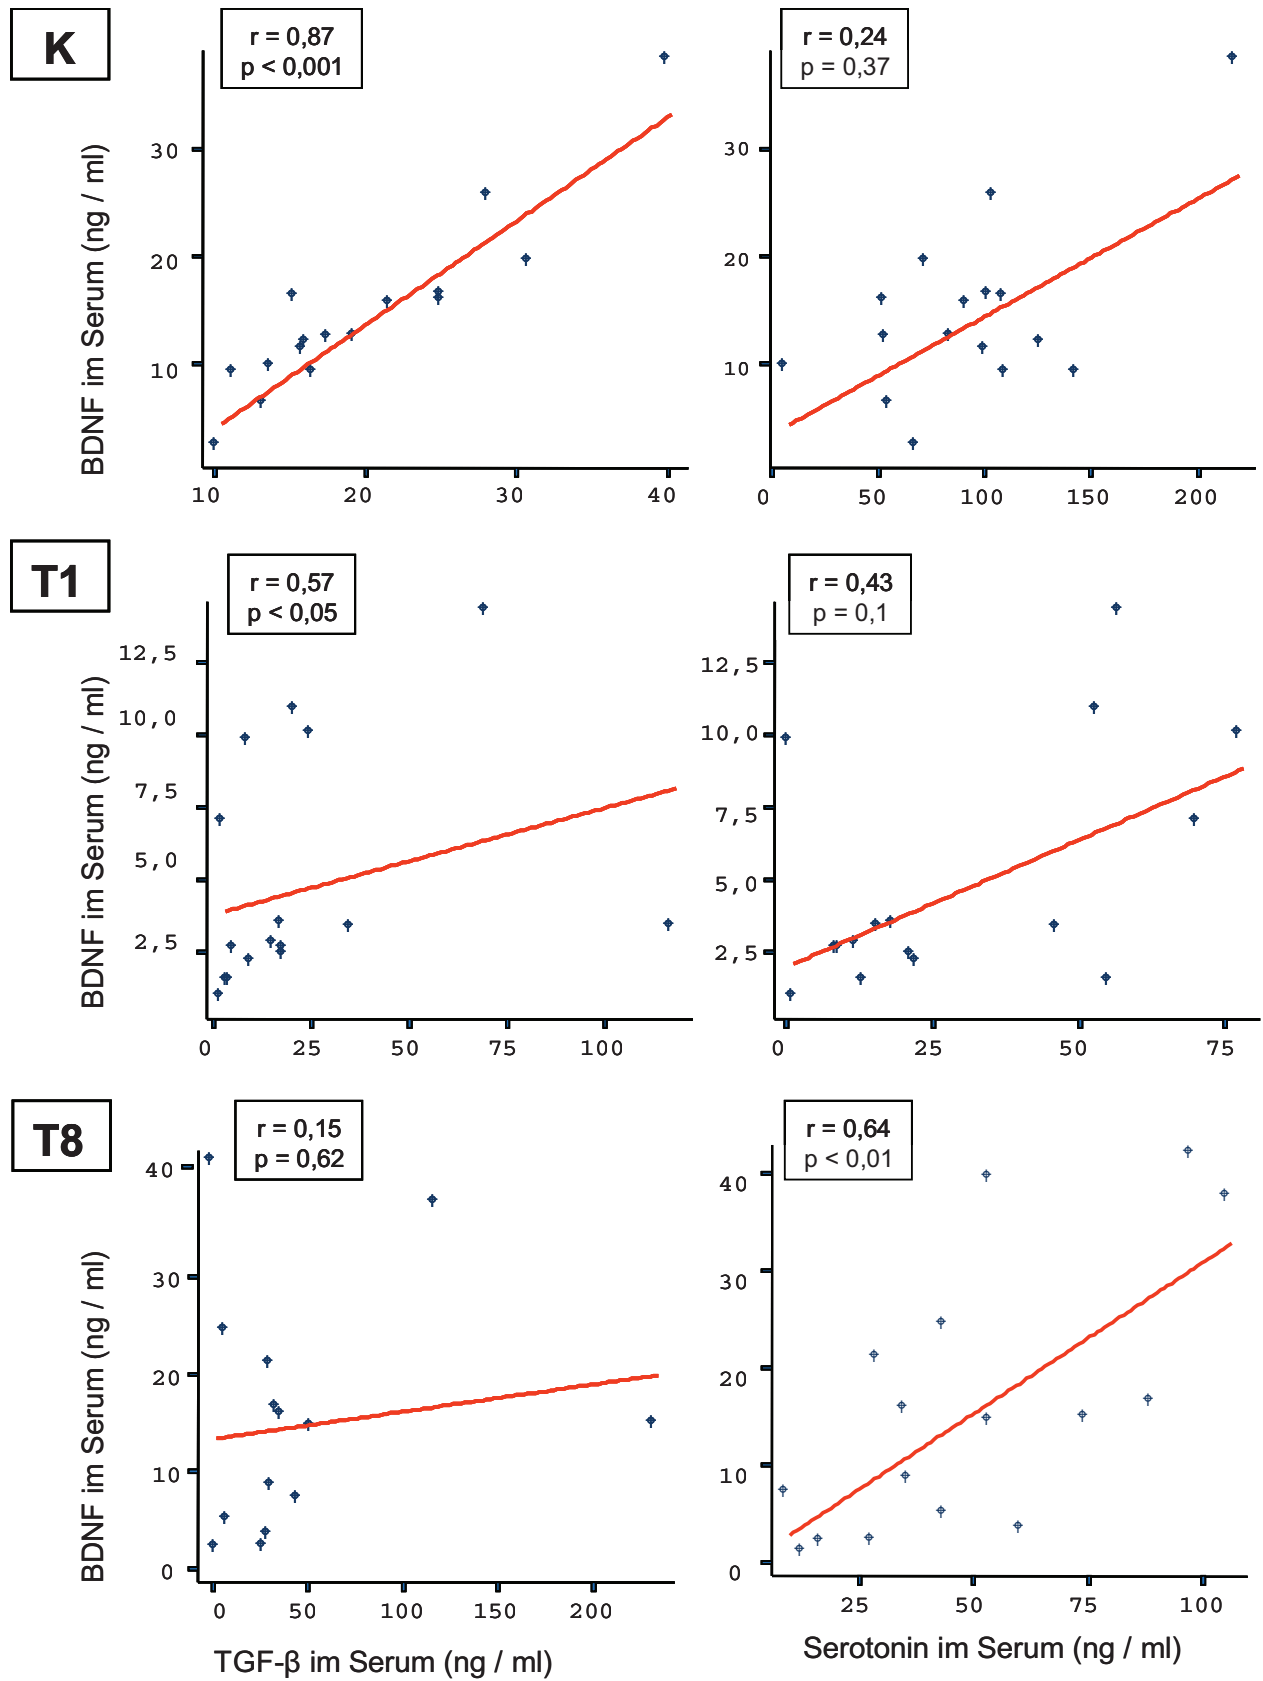 K
r = 0,87
p < 0,001
r = 0,24
p = 0,37
BDNF im Serum (ng / ml)
30
20
10
10 20 30 40
30
20
10
0 50 100 150 200
T1
r = 0,57
p < 0,05
r = 0,43
p = 0,1
BDNF im Serum (ng / ml)
12,5
10,0
7,5
5,0
2,5
0 25 50 75 100
12,5
10,0
7,5
5,0
2,5
0 25 50 75
T8
r = 0,15
p = 0,62
r = 0,64
p < 0,01
BDNF im Serum (ng / ml)
40
30
20
10
0
0 50 100 150 200
40
30
20
10
0
25 50 75 100
TGF-β im Serum (ng / ml)
Serotonin im Serum (ng / ml)